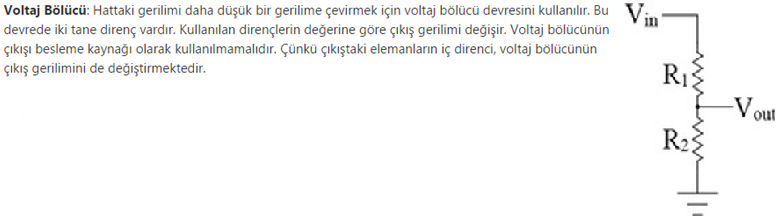 Voltaj Bölücü: Hattaki gerilimi daha düşük bir gerilime çevirmek için voltaj bölücü devresini kullanılır. Bu
devrede iki tane direnç vardır. Kullanılan dirençlerin değerine göre çıkış gerilimi değişir. Voltaj bölücünün
çıkışı besleme kaynağı olarak kullanılmamalıdır. Çünkü çıkıştaki elemanların iç direnci, voltaj bölücünün
çıkış gerilimini de değiştirmektedir.
Vin
R1
Vout
R2